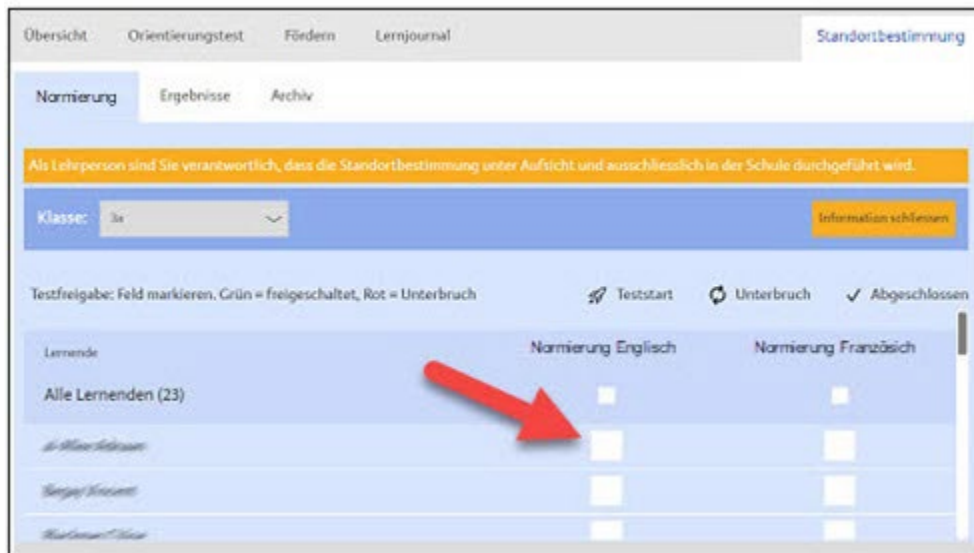 Übersicht Orientierungstest Fördern Lernjournal Standortbestimmung
Normierung Ergebnisse Archiv
Als Lehrperson sind Sie verantwortlich, dass die Standortbestimmung unter Aufsicht und ausschliesslich in der Schule durchgeführt wird.
Klasse: 3a Information schliessen
Testfreigabe: Feld markieren. Grün = freigeschaltet, Rot = Unterbruch Teststart Unterbruch Abgeschlossen
Lernende Normierung Englisch Normierung Französich
Alle Lernenden (23)